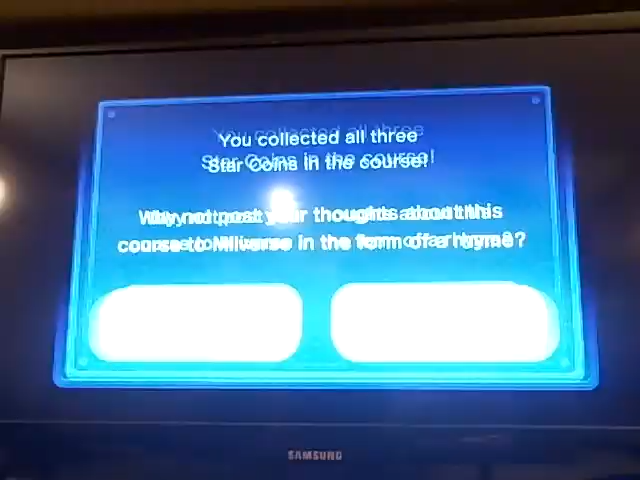 You collected all three
Star Coins in the course!
Why not post your thoughts about this
course to Miiverse in the form of a rhyme?
SAMSUNG